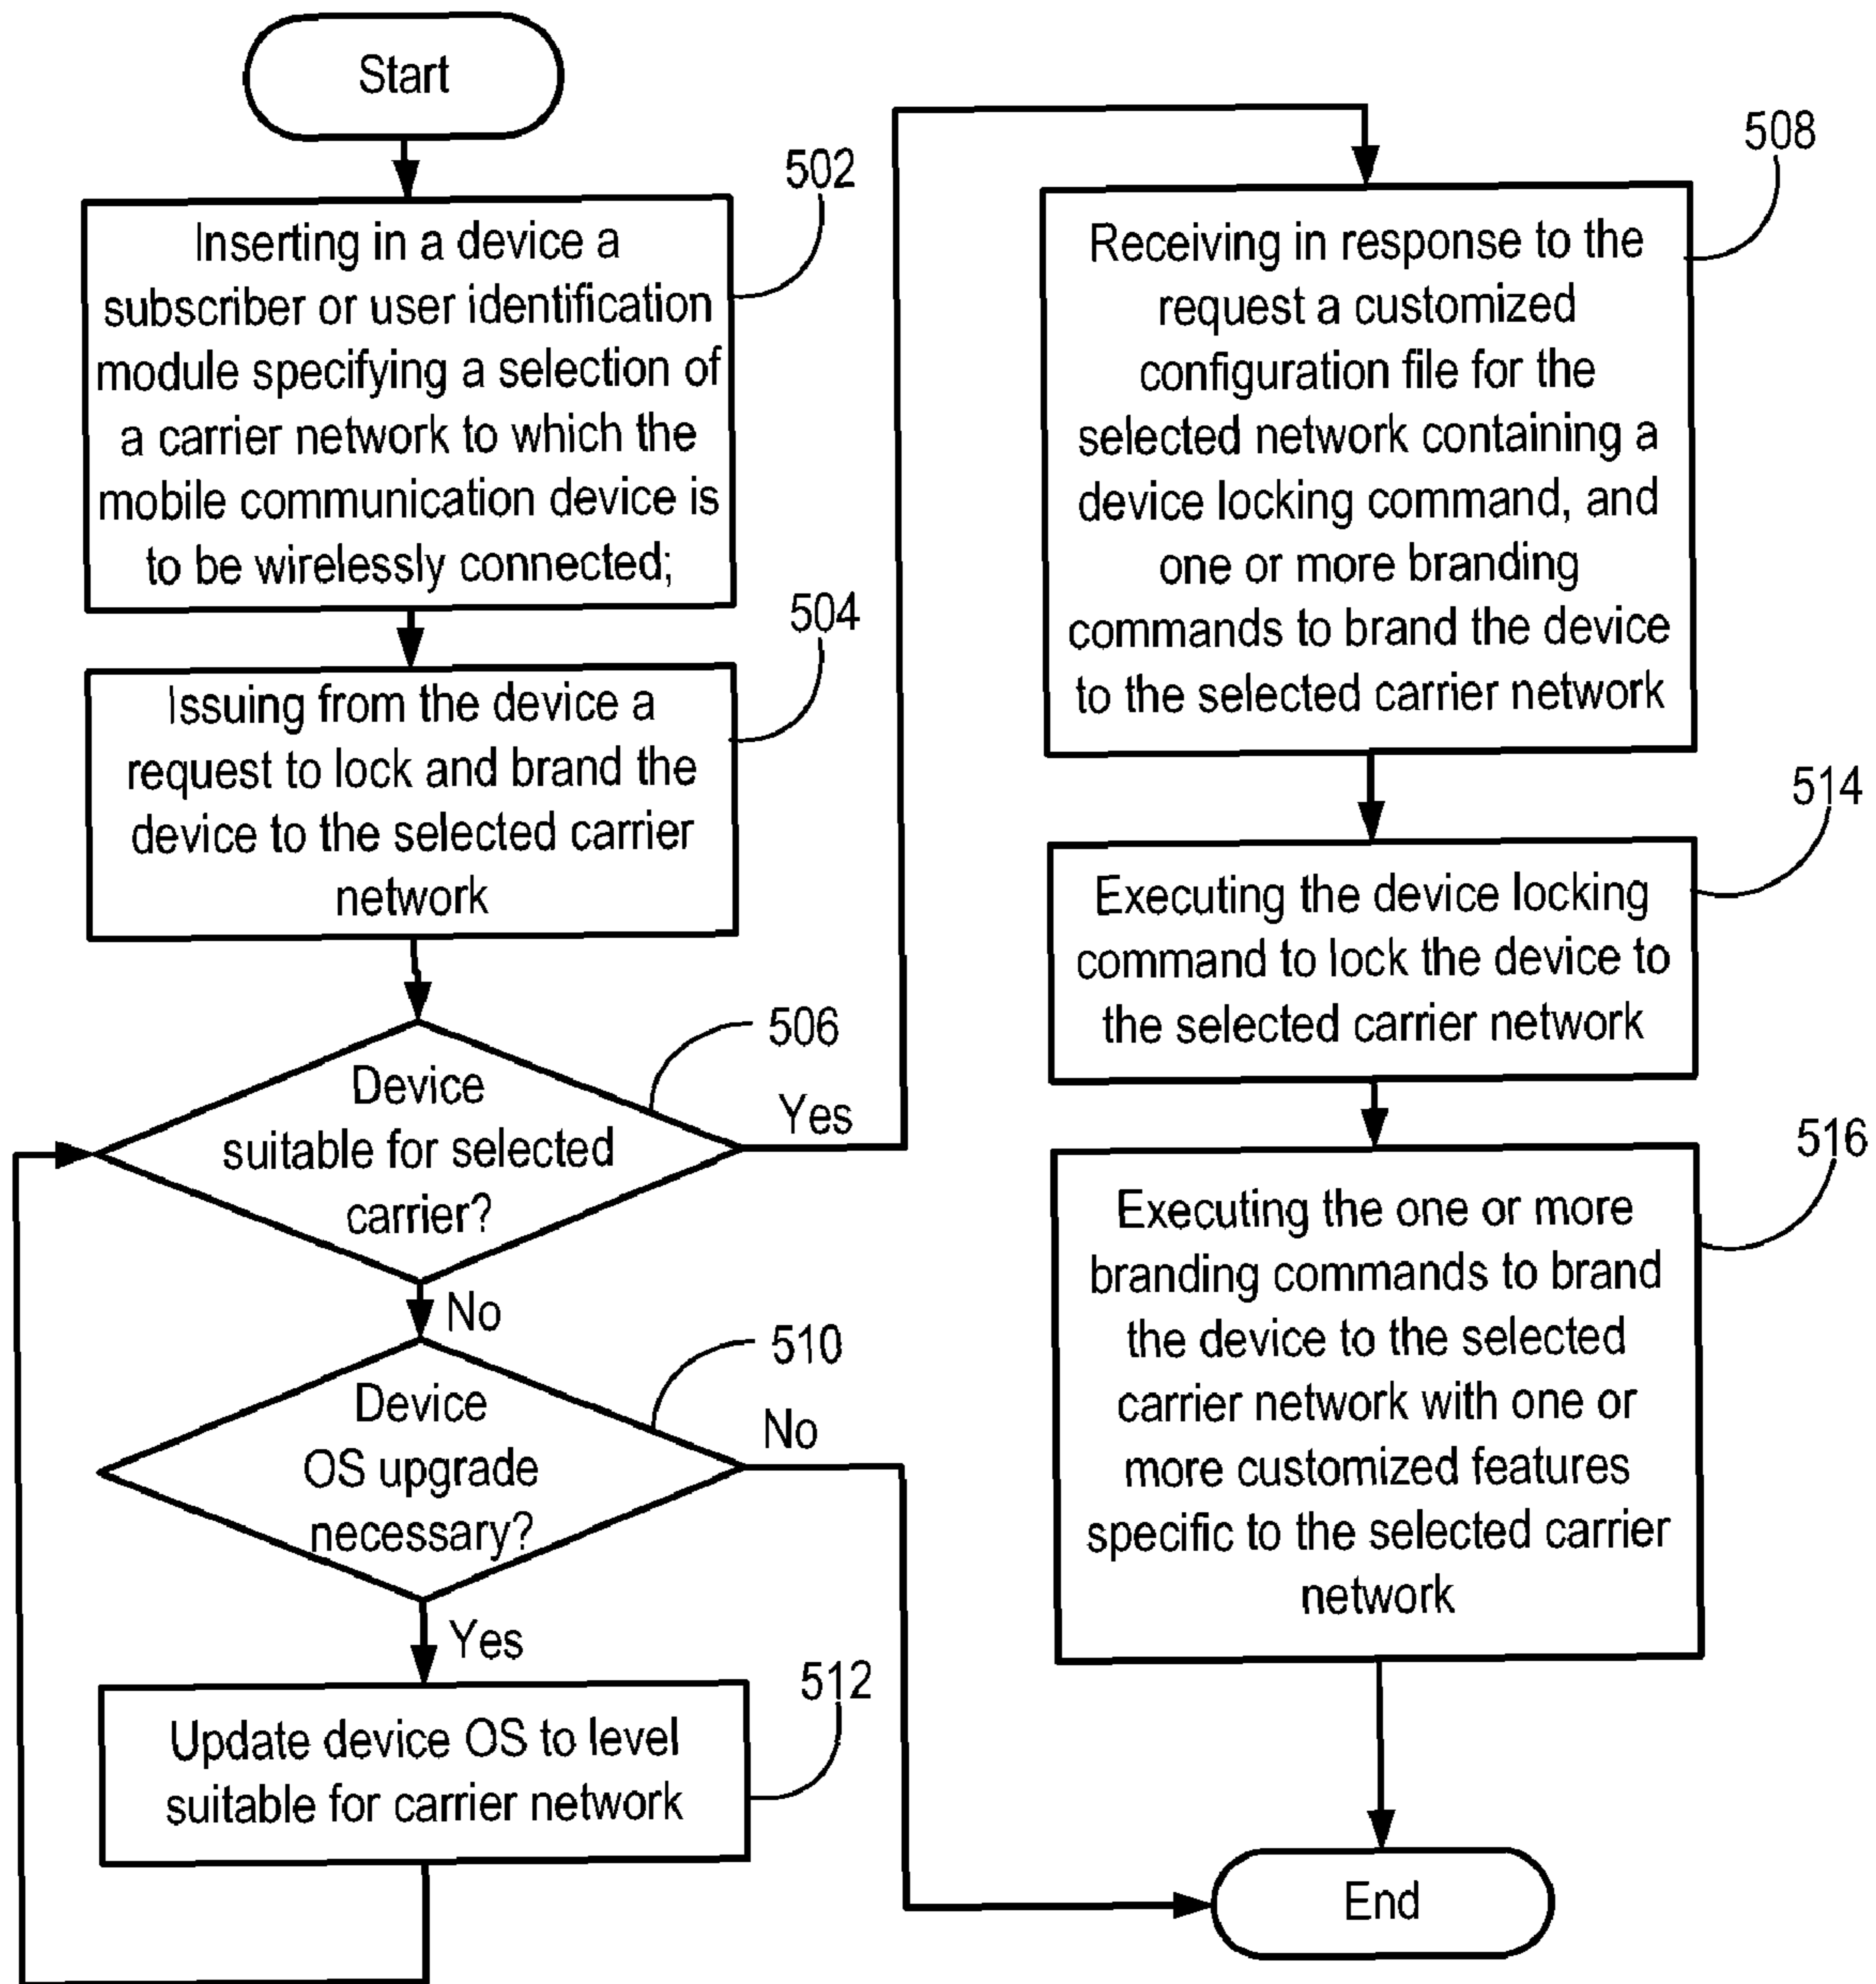 Start
502
Inserting in a device a
subscriber or user identification
module specifying a selection of
a carrier network to which the
mobile communication device is
to be wirelessly connected;
504
Issuing from the device a
request to lock and brand the
device to the selected carrier
network
506
Device
suitable for selected
carrier?
Yes
No
510
Device
OS upgrade
necessary?
No
Yes
512
Update device OS to level
suitable for carrier network
508
Receiving in response to the
request a customized
configuration file for the
selected network containing a
device locking command, and
one or more branding
commands to brand the device
to the selected carrier network
514
Executing the device locking
command to lock the device to
the selected carrier network
516
Executing the one or more
branding commands to brand
the device to the selected
carrier network with one or
more customized features
specific to the selected carrier
network
End